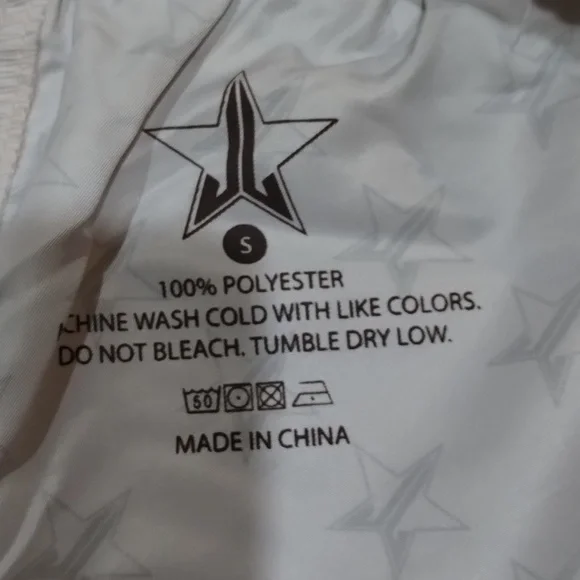 S
100% POLYESTER
CHINE WASH COLD WITH LIKE COLORS.
DO NOT BLEACH. TUMBLE DRY LOW.
60
MADE IN CHINA